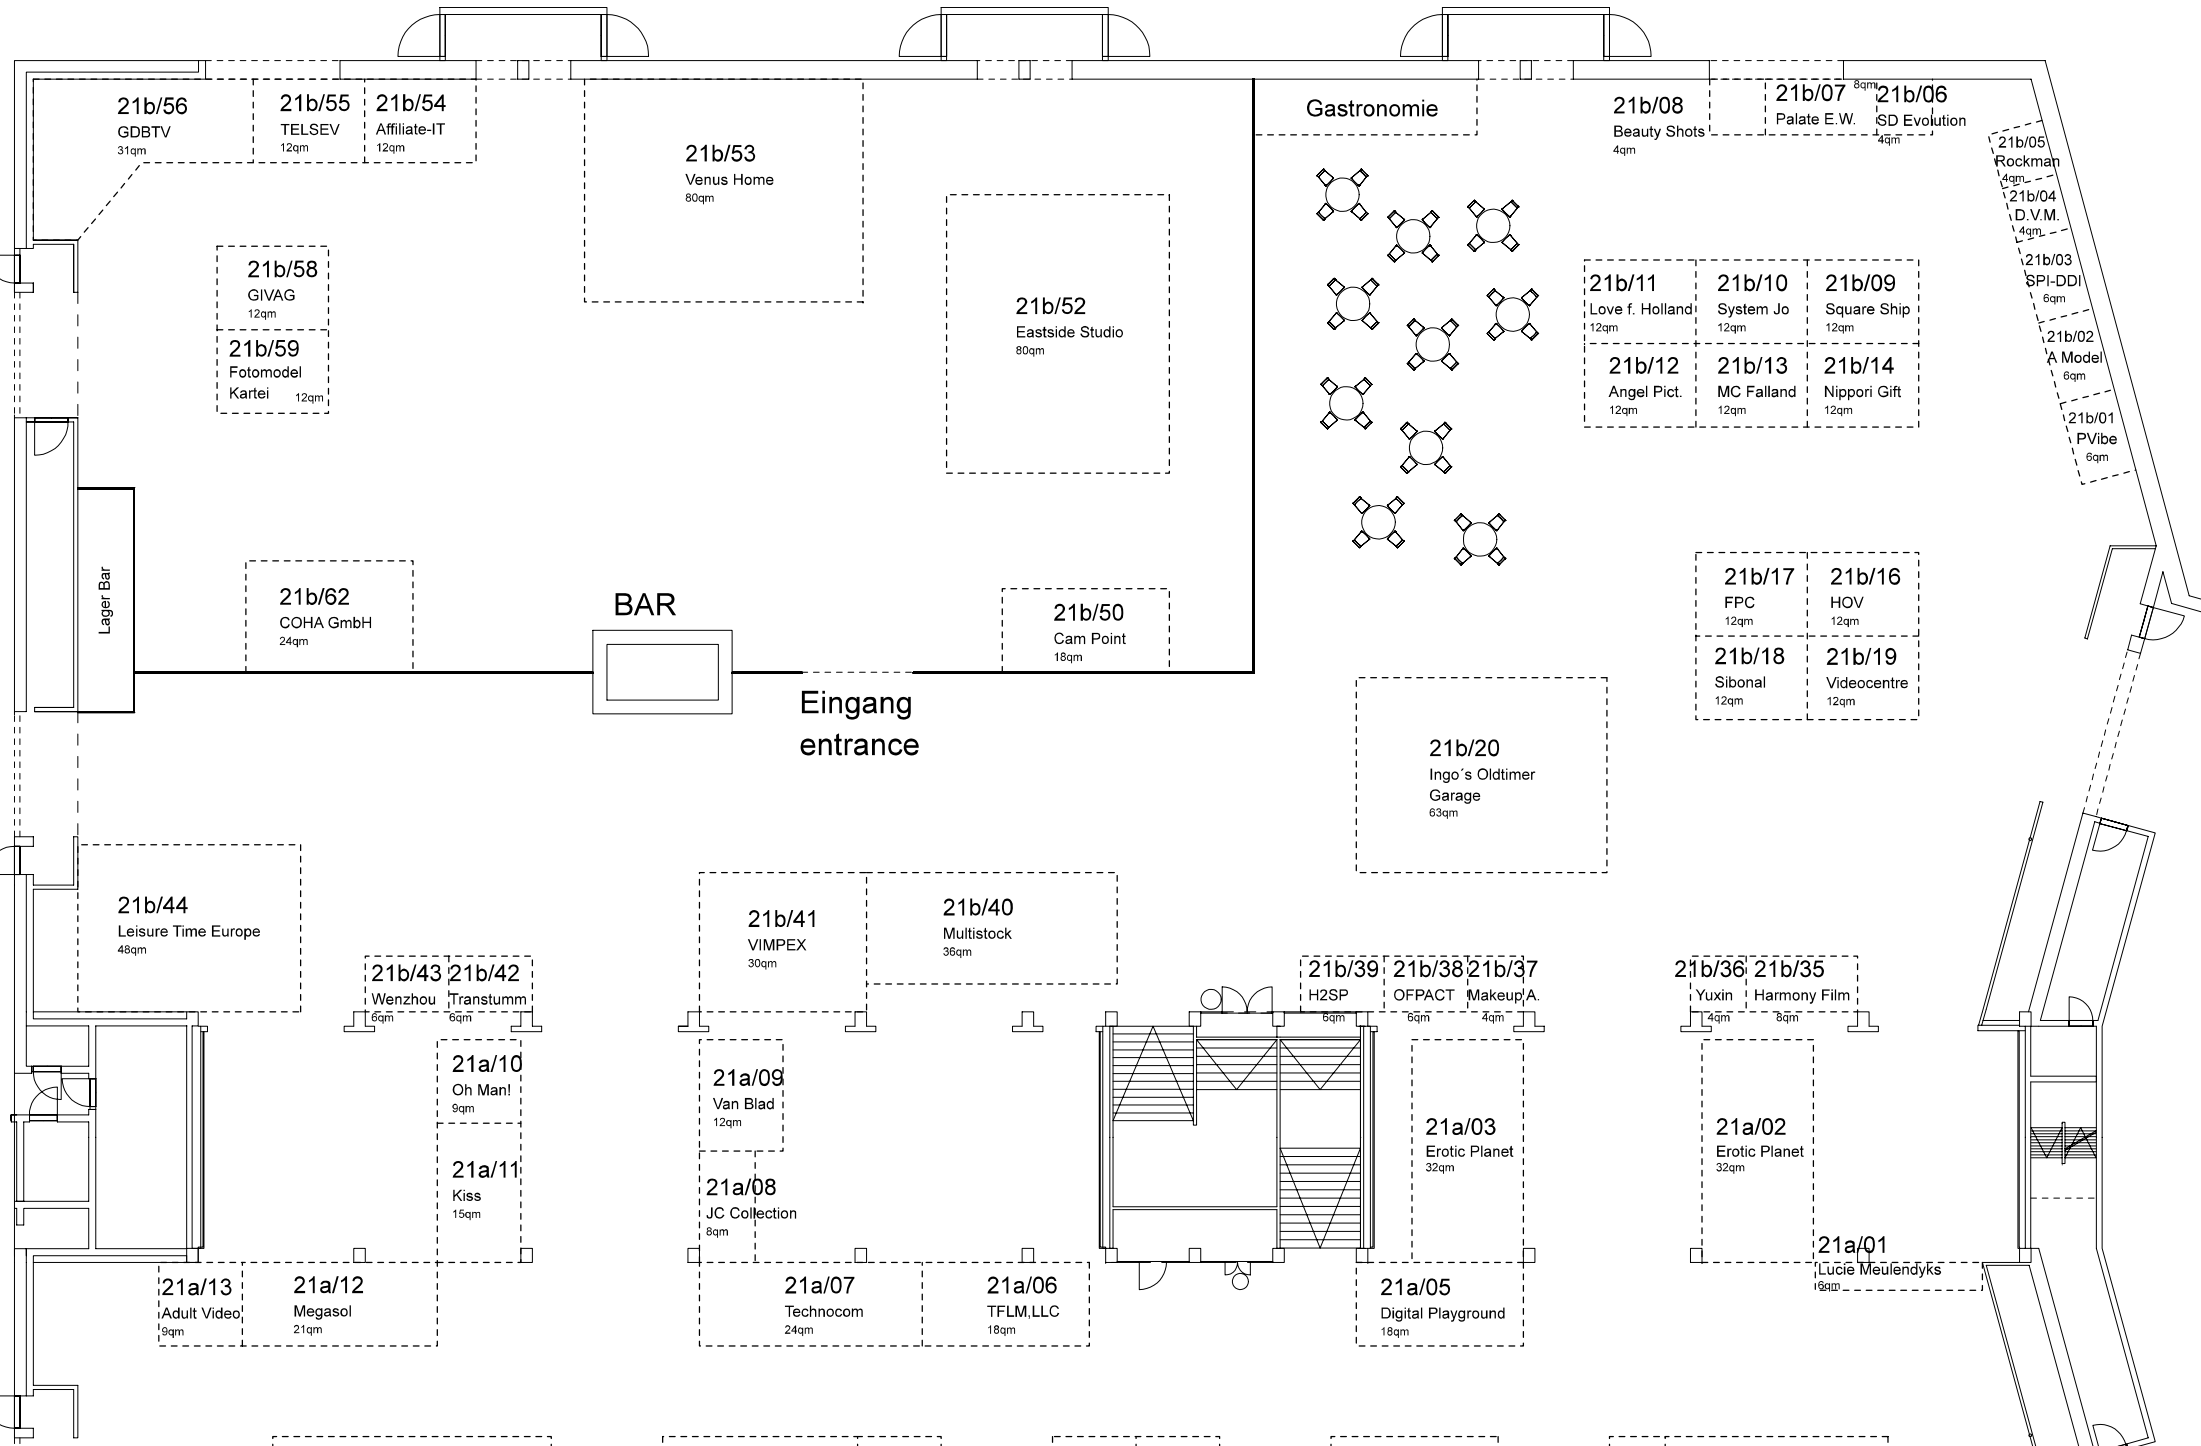 21b/56
GDBTV
31qm
21b/55
TELSEV
12qm
21b/54
Affiliate-IT
12qm
21b/53
Venus Home
80qm
21b/52
Eastside Studio
80qm
Gastronomie
21b/08
Beauty Shots
4qm
21b/07
Palate E.W.
8qm
21b/06
SD Evolution
4qm
21b/05
Rockman
4qm
21b/04
D.V.M.
4qm
21b/03
SPI-DDI
6qm
21b/02
A Model
6qm
21b/01
PVibe
6qm
21b/58
GIVAG
12qm
21b/59
Fotomodel
Kartei 12qm
21b/11
Love f. Holland
12qm
21b/10
System Jo
12qm
21b/09
Square Ship
12qm
21b/12
Angel Pict.
12qm
21b/13
MC Falland
12qm
21b/14
Nippori Gift
12qm
Lager Bar
21b/62
COHA GmbH
24qm
BAR
21b/50
Cam Point
18qm
Eingang
entrance
21b/17
FPC
12qm
21b/16
HOV
12qm
21b/18
Sibonal
12qm
21b/19
Videocentre
12qm
21b/20
Ingo´s Oldtimer
Garage
63qm
21b/44
Leisure Time Europe
48qm
21b/43
Wenzhou
6qm
21b/42
Transtumm
6qm
21b/41
VIMPEX
30qm
21b/40
Multistock
36qm
21b/39
H2SP
6qm
21b/38
OFPACT
6qm
21b/37
Makeup A.
4qm
21b/36
Yuxin
4qm
21b/35
Harmony Film
8qm
21a/10
Oh Man!
9qm
21a/11
Kiss
15qm
21a/09
Van Blad
12qm
21a/08
JC Collection
8qm
21a/03
Erotic Planet
32qm
21a/02
Erotic Planet
32qm
21a/01
Lucie Meulendyks
6qm
21a/13
Adult Video
9qm
21a/12
Megasol
21qm
21a/07
Technocom
24qm
21a/06
TFLM,LLC
18qm
21a/05
Digital Playground
18qm